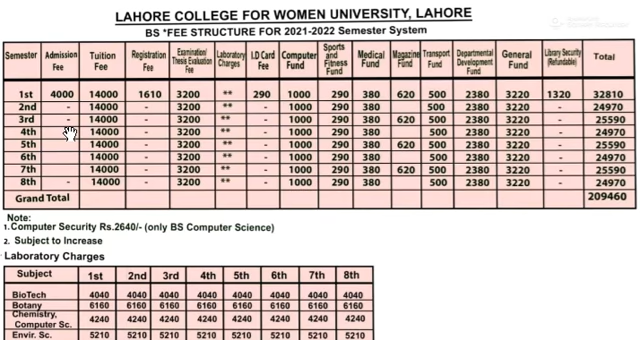 LAHORE COLLEGE FOR WOMEN UNIVERSITY, LAHORE
BS *FEE STRUCTURE FOR 2021-2022 Semester System
Semester Admission Fee Tuition Fee Registration Fee Examination/ Thesis Evaluation Fee Laboratory Charges I.D Card Fee Computer Fund Sports and Fitness Fund Medical Fund Magazine Fund Transport Fund Departmental Development Fund General Fund Library Security (Refundable) Total
1st 4000 14000 1610 3200 ** 290 1000 290 380 620 500 2380 3220 1320 32810
2nd - 14000 - 3200 ** - 1000 290 380 500 2380 3220 - 24970
3rd - 14000 - 3200 ** - 1000 290 380 620 500 2380 3220 - 25590
4th 14000 - 3200 ** - 1000 290 380 500 2380 3220 - 24970
5th 14000 - 3200 ** - 1000 290 380 620 500 2380 3220 - 25590
6th 14000 - 3200 ** - 1000 290 380 500 2380 3220 - 24970
7th 14000 - 3200 ** - 1000 290 380 620 500 2380 3220 - 25590
8th - 14000 - 3200 ** - 1000 290 380 500 2380 3220 - 24970
Grand Total 209460
Note:
1.Computer Security Rs.2640/- (only BS Computer Science)
2. Subject to Increase
Laboratory Charges
Subject 1st 2nd 3rd 4th 5th 6th 7th 8th
BioTech 4040 4040 4040 4040 4040 4040 4040 4040
Botany 6160 6160 6160 6160 6160 6160 6160 6160
Chemistry, Computer Sc. 4240 4240 4240 4240 4240 4240 4240 4240
Envir. Sc. 5210 5210 5210 5210 5210 5210 5210 5210